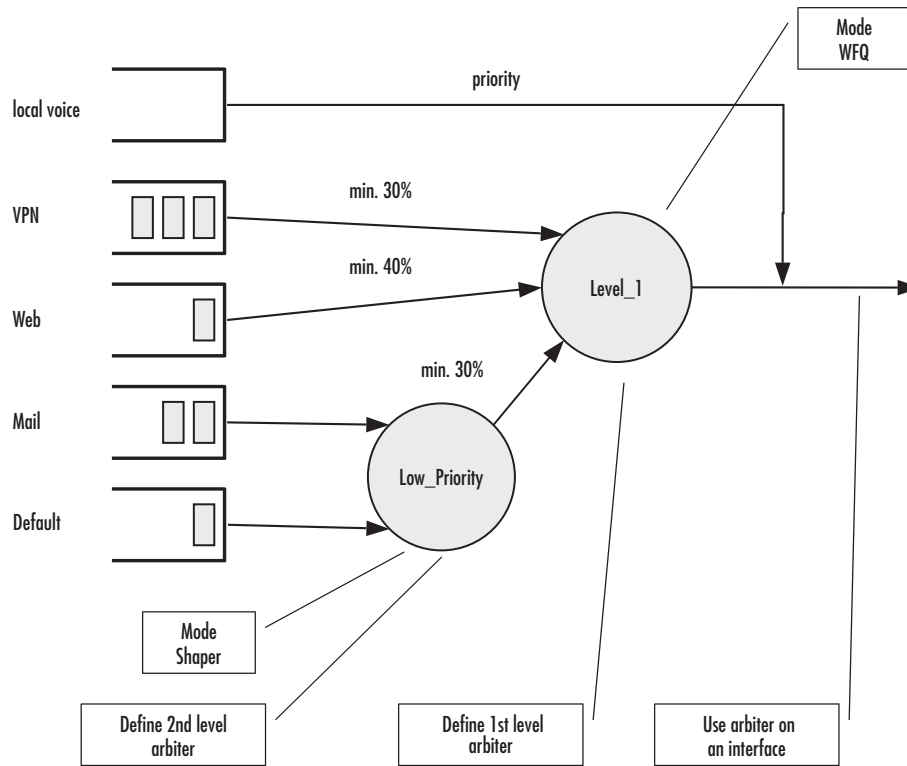 Mode
WFQ
priority
local voice
min. 30%
VPN
min. 40%
Level_1
Web
min. 30%
Mail
Low_Priority
Default
Mode
Shaper
Define 2nd level
arbiter
Define 1st level
arbiter
Use arbiter on
an interface